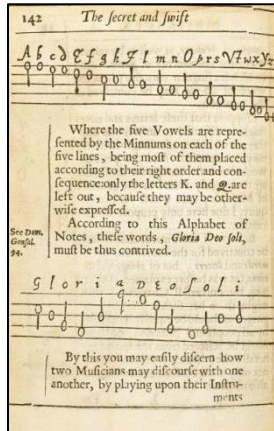 142 The secret and swift
A b c d E f g h I l m n O p r s V t w x y z
Where the five Vowels are repre-
sented by the Minnums on each of the
five lines, being most of them placed
according to their right order and con-
sequence: only the letters K. and Q. are
left out, because they may be other-
wise expressed.
According to this Alphabet of
Notes, these words, Gloria Deo soli,
must be thus contrived.
See Dom.
94.
G l o r i a D E o s o l i
By this you may easily discern how
two Musicians may discourse with one
another, by playing upon their Instru-
ments